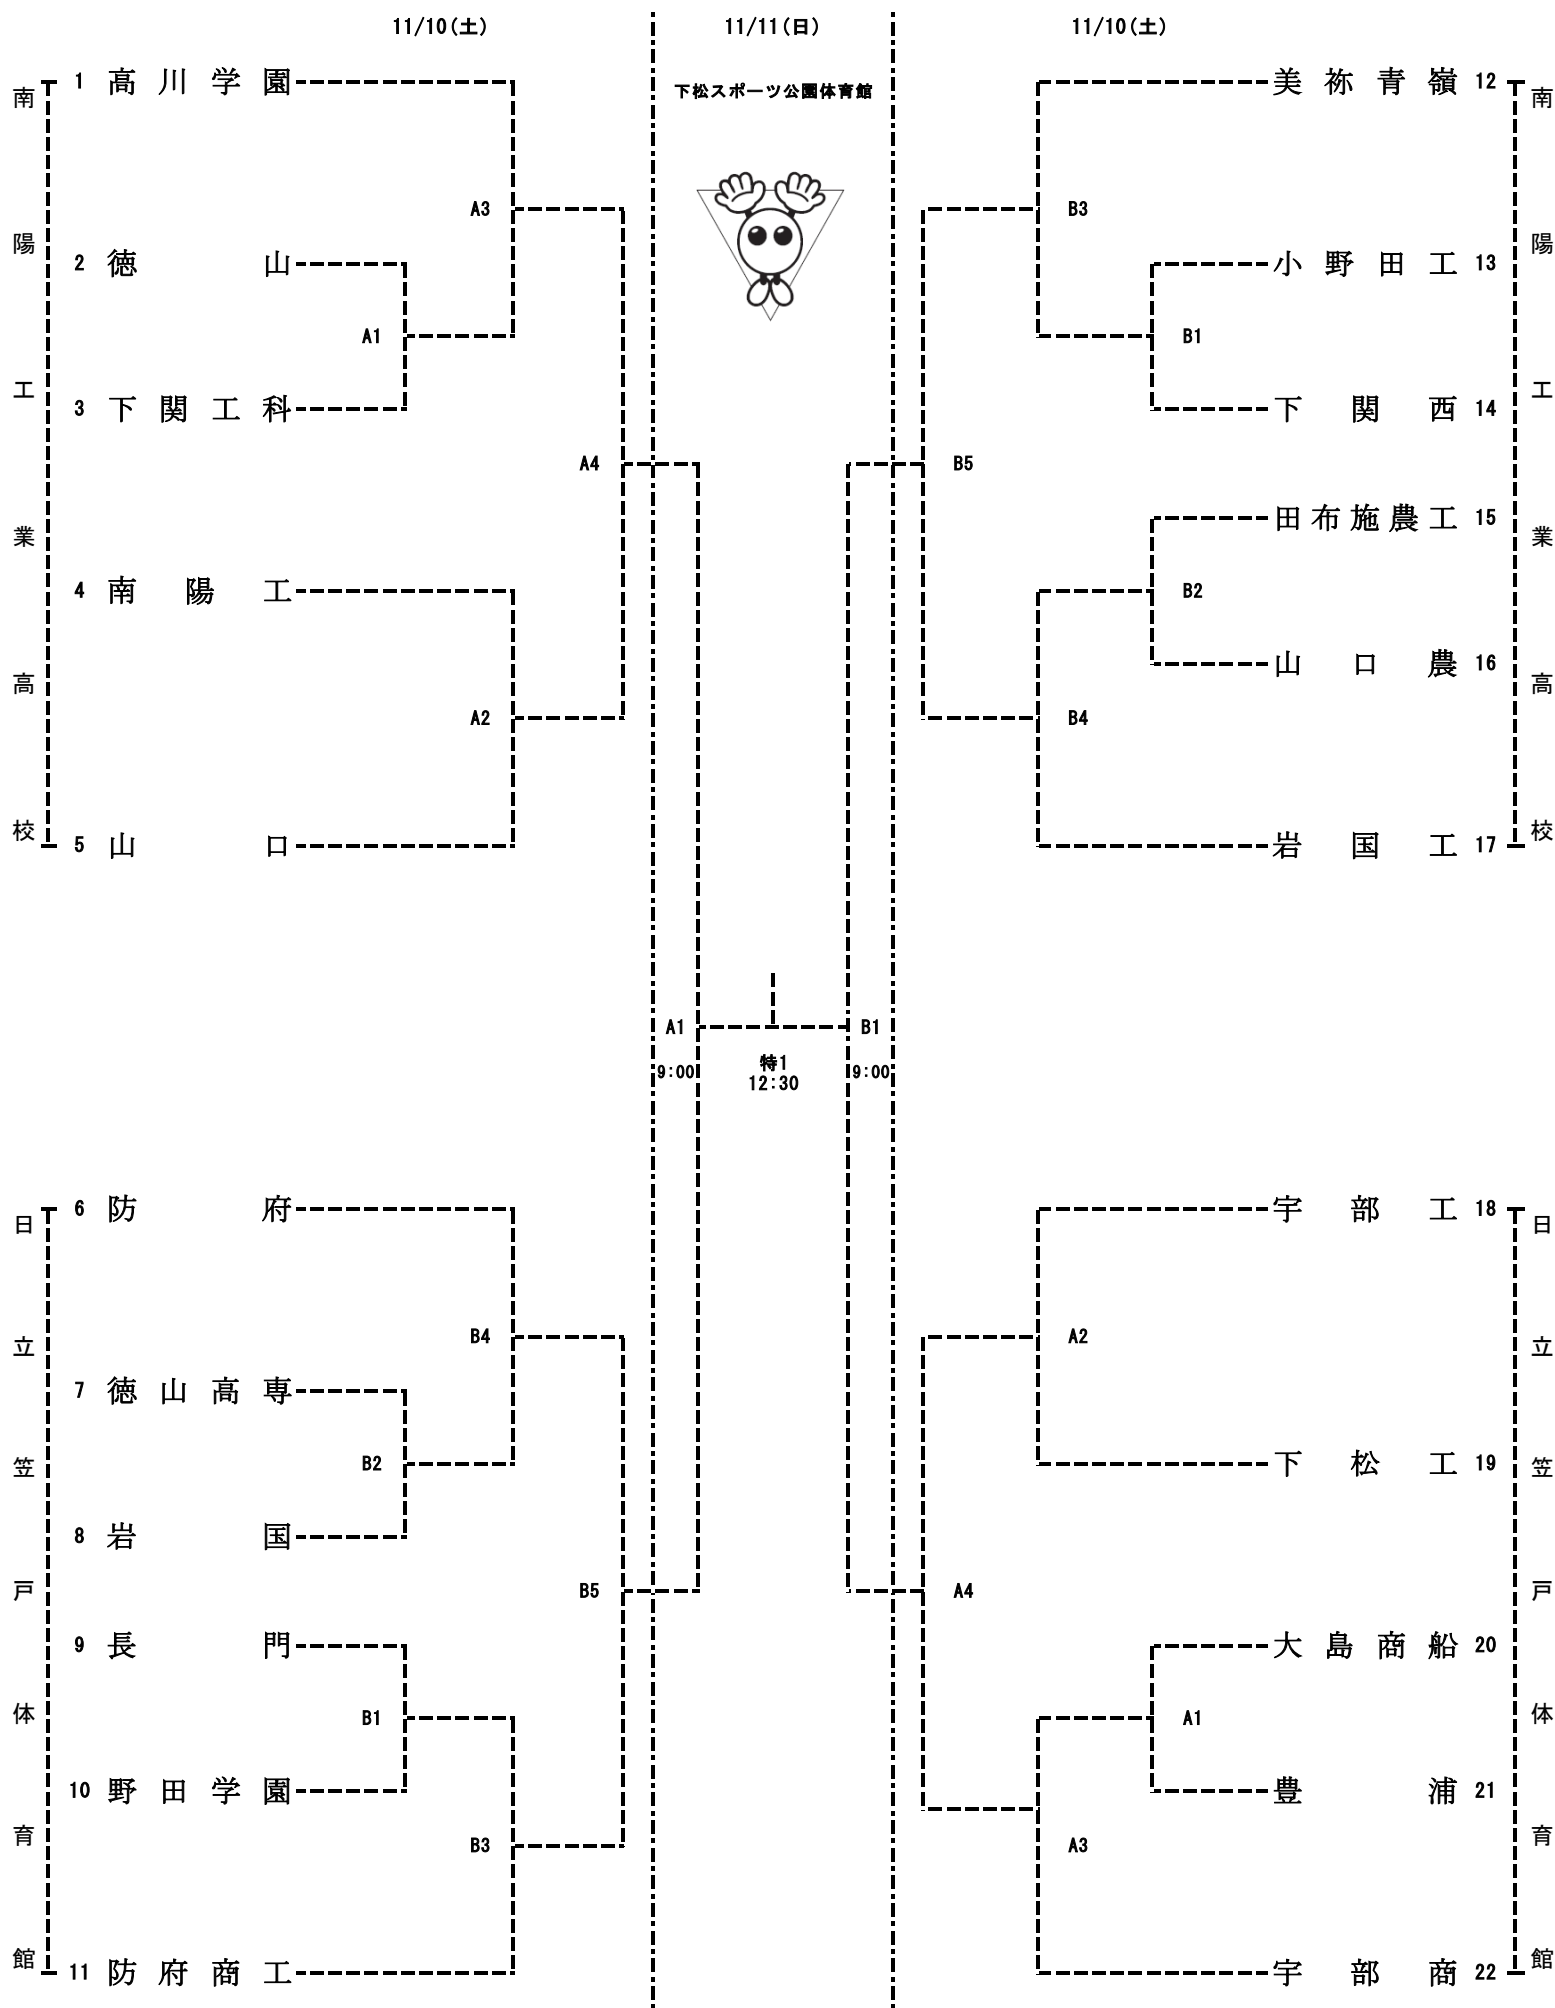 11/10(土)
11/11(日)
11/10(土)
下松スポーツ公園体育館
南陽工業高校
1 高川学園
A3
2 徳山
A1
3 下関工科
A4
4 南陽工
A2
5 山口
日立笠戸体育館
6 防府
B4
7 徳山高専
B2
8 岩国
B5
9 長門
B1
10 野田学園
B3
11 防府商工
A1
9:00
特1
12:30
B1
9:00
美祢青嶺 12
B3
小野田工 13
B1
下関西 14
B5
田布施農工 15
B2
山口農 16
B4
岩国工 17
南陽工業高校
宇部工 18
A2
下松工 19
A4
大島商船 20
A1
豊浦 21
A3
宇部商 22
日立笠戸体育館